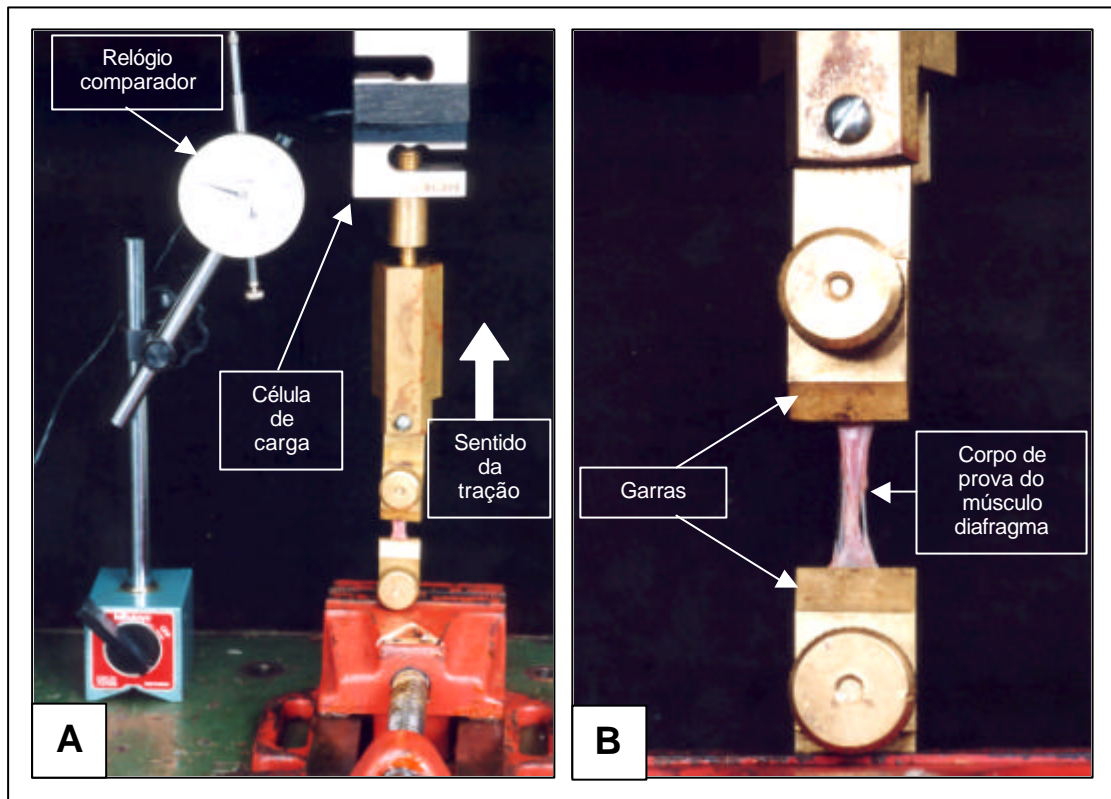 Relógio
comparador
Célula
de
carga
Sentido
da
tração
A
Garras
Corpo de
prova do
músculo
diafragma
B